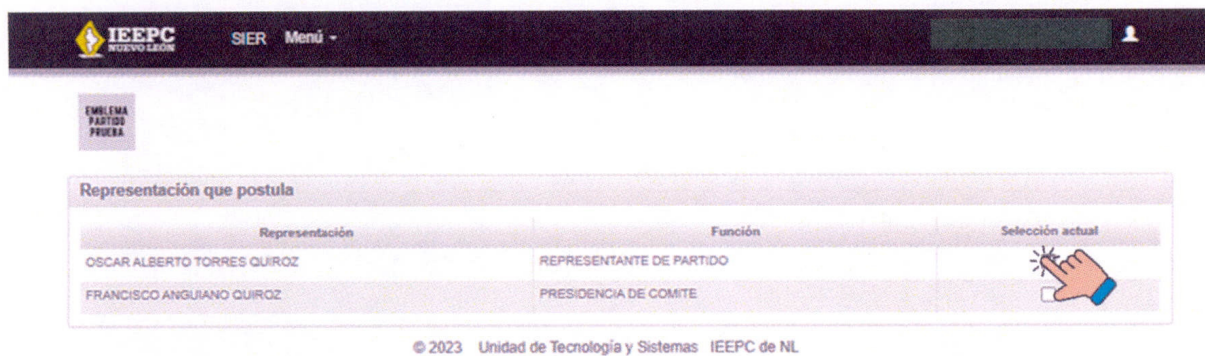 IEEPC
NUEVO LEÓN
SIER Menú
EMBLEMA
PARTIDO
PRUEBA
Representación que postula
Representación Función Selección actual
OSCAR ALBERTO TORRES QUIROZ REPRESENTANTE DE PARTIDO
FRANCISCO ANGUIANO QUIROZ PRESIDENCIA DE COMITE
© 2023 Unidad de Tecnología y Sistemas IEEPC de NL